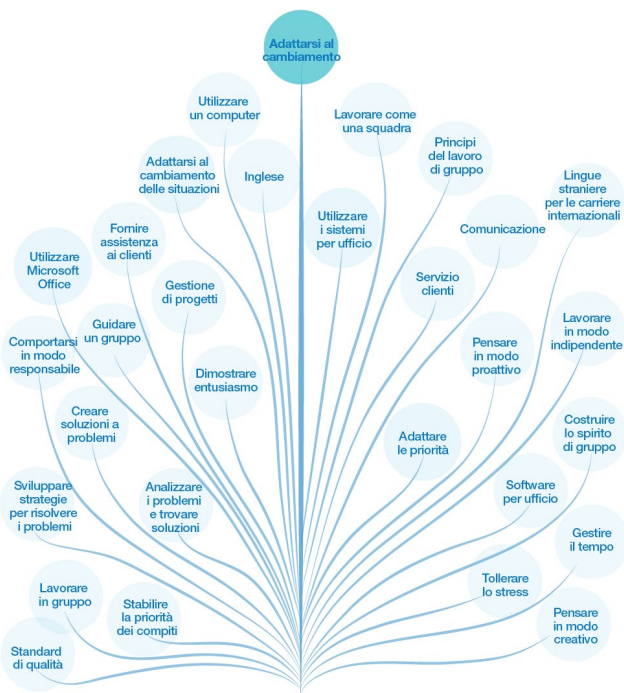 Adattarsi al
cambiamento
Utilizzare
un computer
Lavorare come
una squadra
Principi
del lavoro
di gruppo
Adattarsi al
cambiamento
delle situazioni
Inglese
Lingue
straniere
per le carriere
internazionali
Utilizzare
i sistemi
per ufficio
Comunicazione
Fornire
assistenza
ai clienti
Utilizzare
Microsoft
Office
Gestione
di progetti
Servizio
clienti
Guidare
un gruppo
Lavorare
in modo
indipendente
Comportarsi
in modo
responsabile
Pensare
in modo
proattivo
Dimostrare
entusiasmo
Creare
soluzioni a
problemi
Costruire
lo spirito
di gruppo
Adattare
le priorità
Sviluppare
strategie
per risolvere
i problemi
Analizzare
i problemi
e trovare
soluzioni
Software
per ufficio
Gestire
il tempo
Tollerare
lo stress
Lavorare
in gruppo
Stabilire
la priorità
dei compiti
Pensare
in modo
creativo
Standard
di qualità